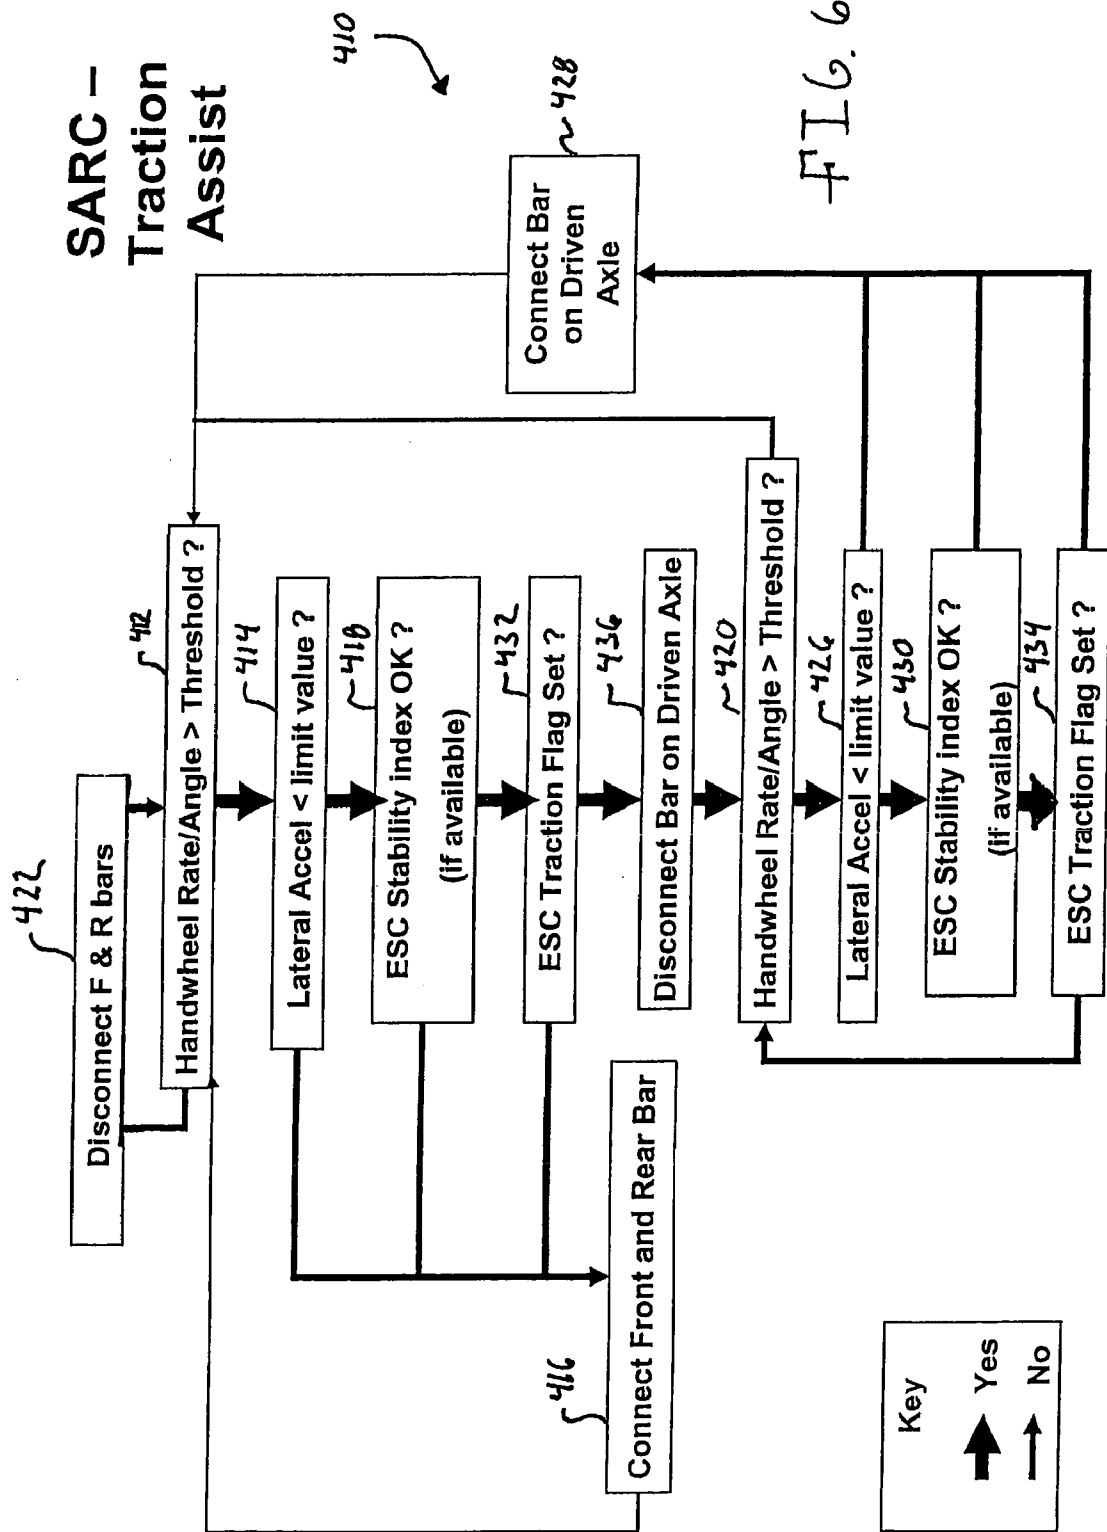 SARC –
Traction
Assist
410
422
Disconnect F & R bars
412
Handwheel Rate/Angle > Threshold ?
414
Lateral Accel < limit value ?
418
ESC Stability index OK ?
(if available)
432
ESC Traction Flag Set ?
436
Disconnect Bar on Driven Axle
420
Handwheel Rate/Angle > Threshold ?
426
Lateral Accel < limit value ?
430
ESC Stability index OK ?
(if available)
434
ESC Traction Flag Set ?
428
Connect Bar
on Driven
Axle
416
Connect Front and Rear Bar
Key
Yes
No
FIG. 6